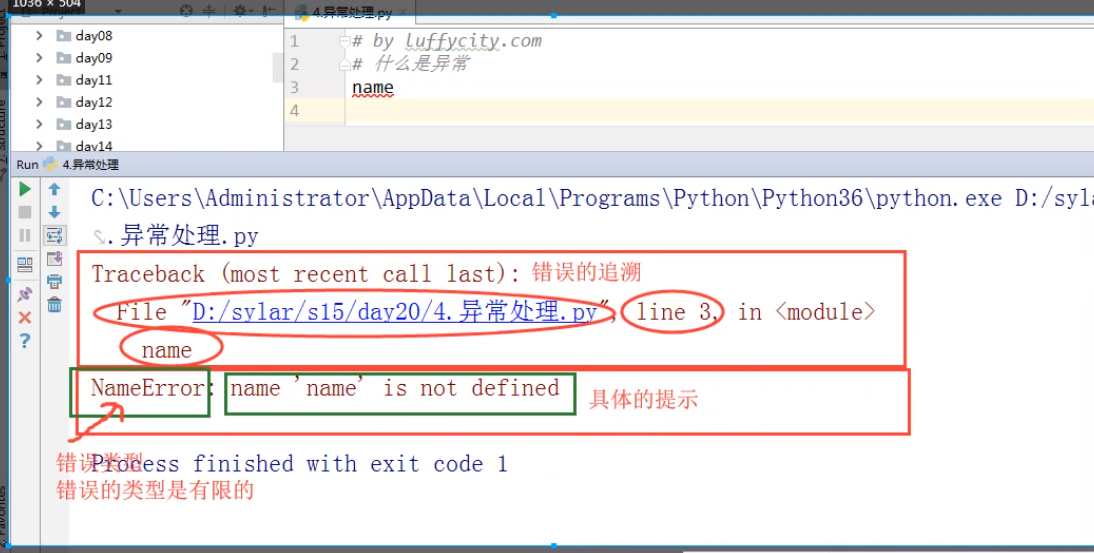 1036 × 504
Project
4.异常处理.py
day08
day09
day11
day12
day13
day14
1 # by luffycity.com
2 # 什么是异常
3 name
4
Run 4.异常处理
C:\Users\Administrator\AppData\Local\Programs\Python\Python36\python.exe D:/syla
.异常处理.py
Traceback (most recent call last): 错误的追溯
File "D:/sylar/s15/day20/4.异常处理.py", line 3, in <module>
name
NameError: name 'name' is not defined 具体的提示
错误类型
Process finished with exit code 1
错误的类型是有限的